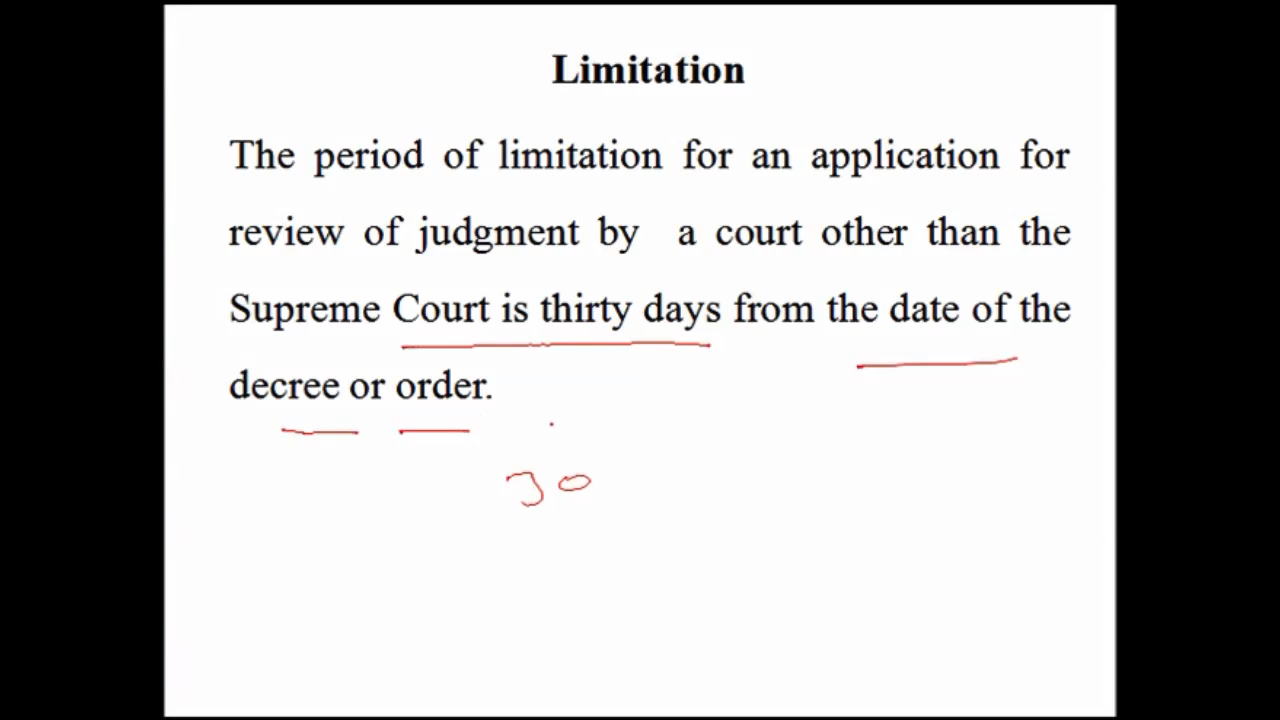 Limitation
The period of limitation for an application for
review of judgment by a court other than the
Supreme Court is thirty days from the date of the
decree or order.
30